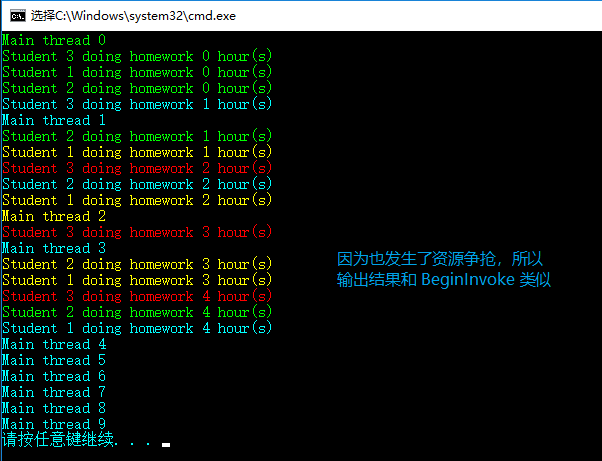 选择C:\Windows\system32\cmd.exe
Main thread 0
Student 3 doing homework 0 hour(s)
Student 1 doing homework 0 hour(s)
Student 2 doing homework 0 hour(s)
Student 3 doing homework 1 hour(s)
Main thread 1
Student 2 doing homework 1 hour(s)
Student 1 doing homework 1 hour(s)
Student 3 doing homework 2 hour(s)
Student 2 doing homework 2 hour(s)
Student 1 doing homework 2 hour(s)
Main thread 2
Student 3 doing homework 3 hour(s)
Main thread 3
Student 2 doing homework 3 hour(s)
Student 1 doing homework 3 hour(s)
Student 3 doing homework 4 hour(s)
Student 2 doing homework 4 hour(s)
Student 1 doing homework 4 hour(s)
Main thread 4
Main thread 5
Main thread 6
Main thread 7
Main thread 8
Main thread 9
请按任意键继续. . .
因为也发生了资源争抢，所以
输出结果和 BeginInvoke 类似